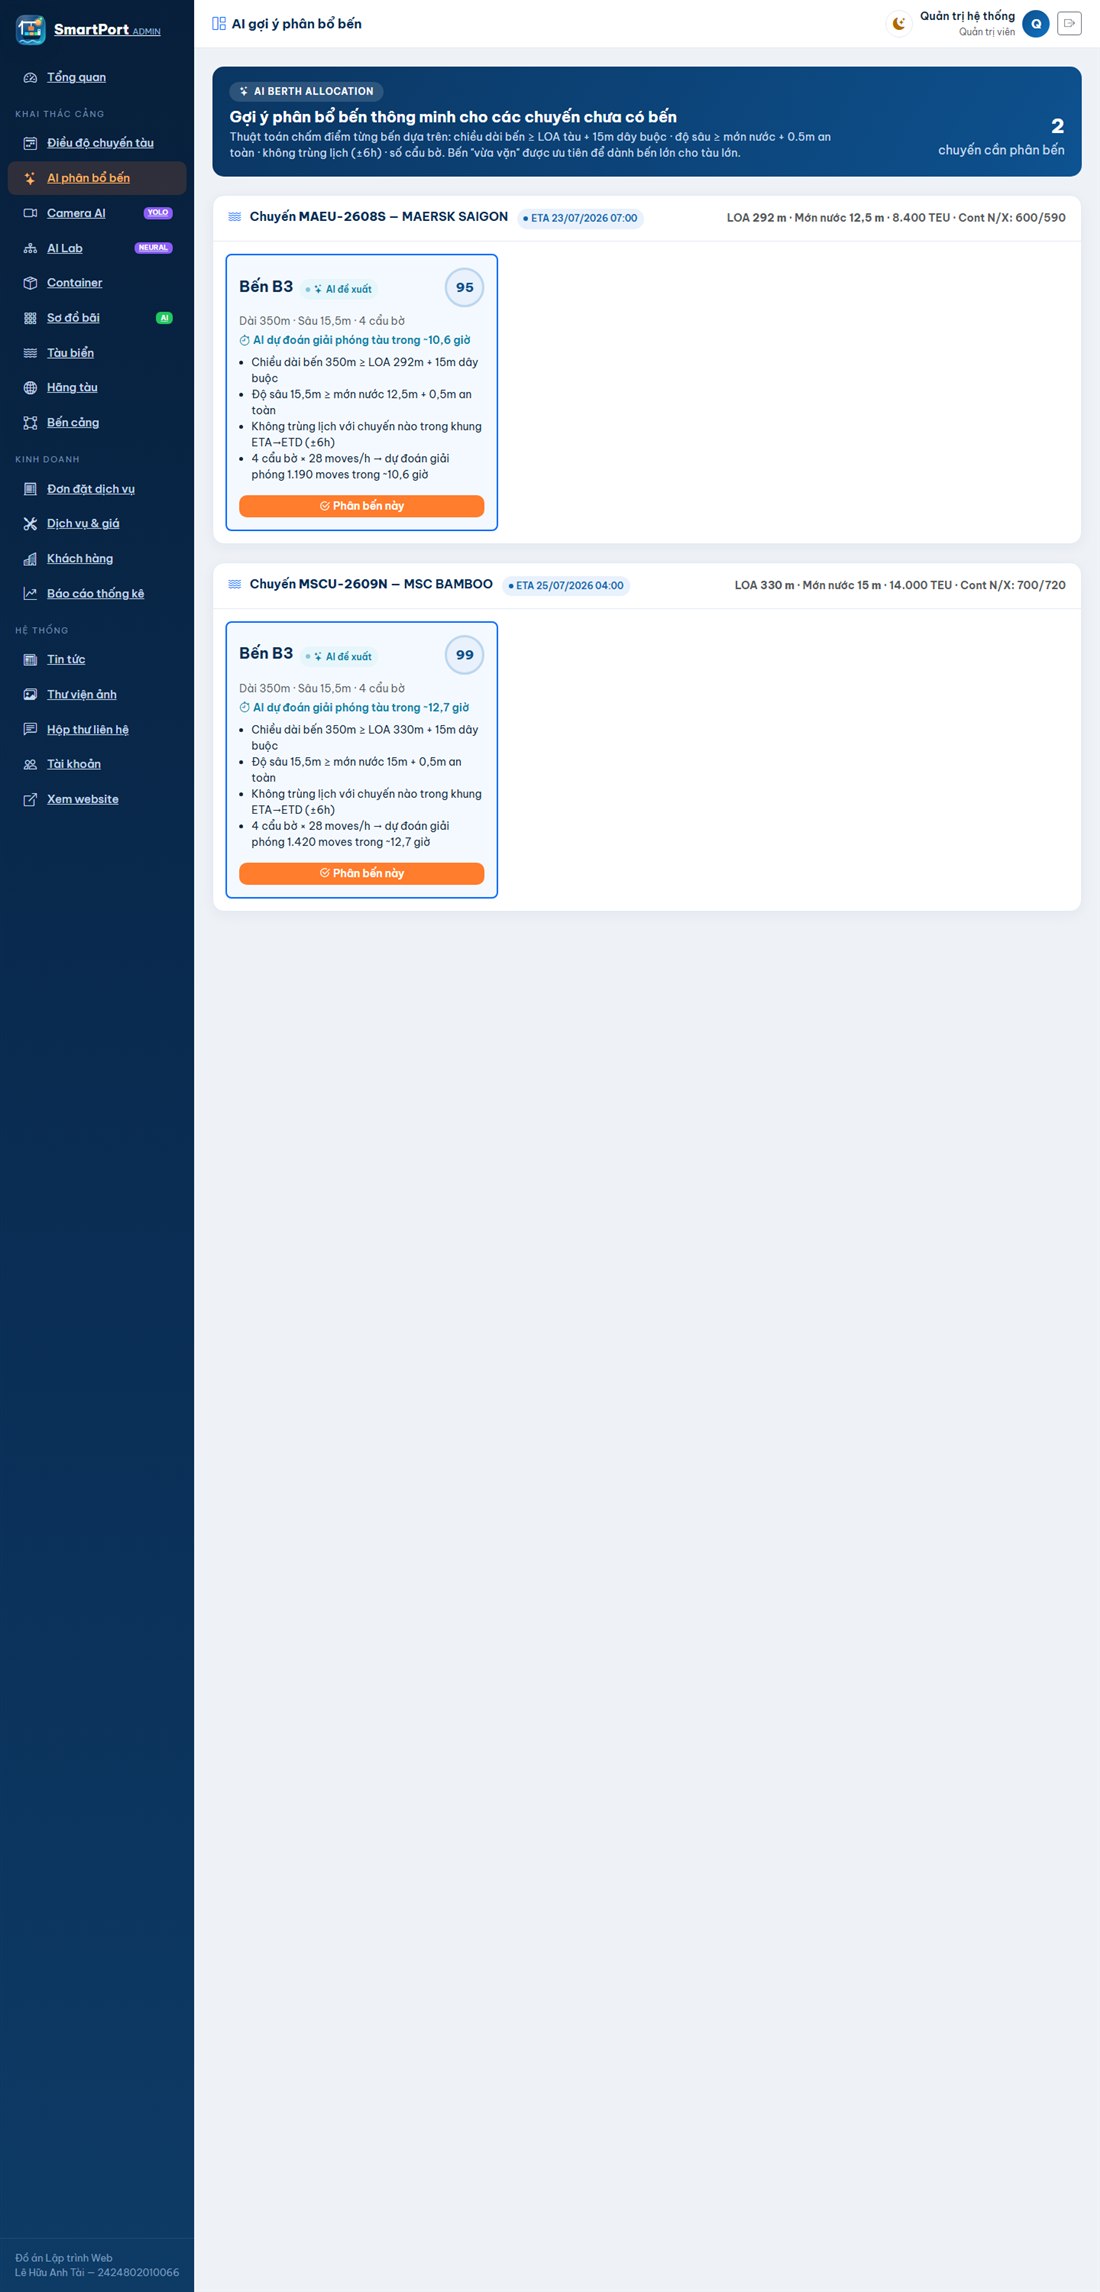 SmartPort ADMIN
Tổng quan
KHAI THÁC CẢNG
Điều độ chuyến tàu
AI phân bổ bến
Camera AI YOLO
AI Lab NEURAL
Container
Sơ đồ bãi AI
Tàu biển
Hãng tàu
Bến cảng
KINH DOANH
Đơn đặt dịch vụ
Dịch vụ & giá
Khách hàng
Báo cáo thống kê
HỆ THỐNG
Tin tức
Thư viện ảnh
Hộp thư liên hệ
Tài khoản
Xem website
Đồ án Lập trình Web
Lê Hữu Anh Tài — 2424802010066
AI gợi ý phân bổ bến
Quản trị hệ thống
Quản trị viên
Q
AI BERTH ALLOCATION
Gợi ý phân bổ bến thông minh cho các chuyến chưa có bến
Thuật toán chấm điểm từng bến dựa trên: chiều dài bến ≥ LOA tàu + 15m dây buộc · độ sâu ≥ mớn nước + 0.5m an
toàn · không trùng lịch (±6h) · số cẩu bờ. Bến "vừa vặn" được ưu tiên để dành bến lớn cho tàu lớn.
2
chuyến cần phân bến
Chuyến MAEU-2608S — MAERSK SAIGON • ETA 23/07/2026 07:00 LOA 292 m · Mớn nước 12,5 m · 8.400 TEU · Cont N/X: 600/590
Bến B3 • AI đề xuất 95
Dài 350m · Sâu 15,5m · 4 cẩu bờ
AI dự đoán giải phóng tàu trong ~10,6 giờ
• Chiều dài bến 350m ≥ LOA 292m + 15m dây
buộc
• Độ sâu 15,5m ≥ mớn nước 12,5m + 0,5m an
toàn
• Không trùng lịch với chuyến nào trong khung
ETA→ETD (±6h)
• 4 cẩu bờ × 28 moves/h → dự đoán giải
phóng 1.190 moves trong ~10,6 giờ
Phân bến này
Chuyến MSCU-2609N — MSC BAMBOO • ETA 25/07/2026 04:00 LOA 330 m · Mớn nước 15 m · 14.000 TEU · Cont N/X: 700/720
Bến B3 • AI đề xuất 99
Dài 350m · Sâu 15,5m · 4 cẩu bờ
AI dự đoán giải phóng tàu trong ~12,7 giờ
• Chiều dài bến 350m ≥ LOA 330m + 15m dây
buộc
• Độ sâu 15,5m ≥ mớn nước 15m + 0,5m an
toàn
• Không trùng lịch với chuyến nào trong khung
ETA→ETD (±6h)
• 4 cẩu bờ × 28 moves/h → dự đoán giải
phóng 1.420 moves trong ~12,7 giờ
Phân bến này